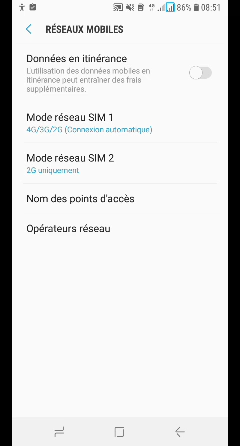 86% 08:51
RÉSEAUX MOBILES
Données en itinérance
L'utilisation des données mobiles en
itinérance peut entraîner des frais
supplémentaires.
Mode réseau SIM 1
4G/3G/2G (Connexion automatique)
Mode réseau SIM 2
2G uniquement
Nom des points d'accès
Opérateurs réseau